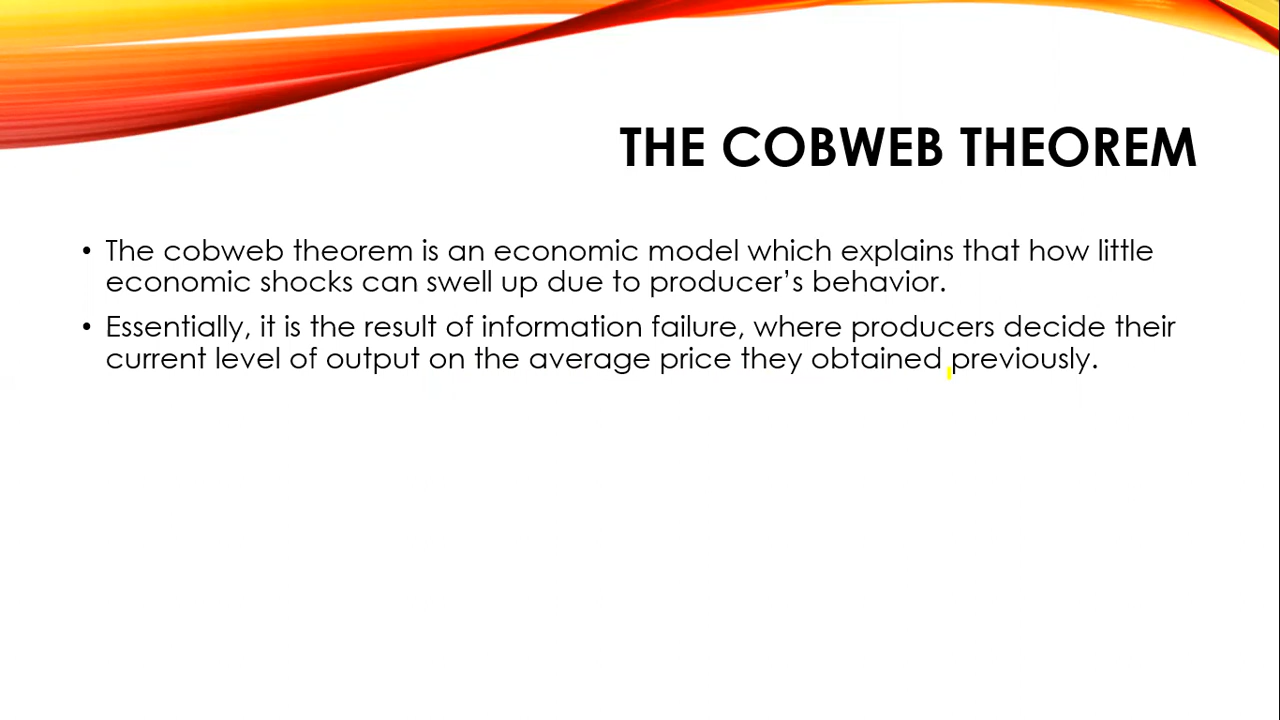 THE COBWEB THEOREM
• The cobweb theorem is an economic model which explains that how little
economic shocks can swell up due to producer’s behavior.
• Essentially, it is the result of information failure, where producers decide their
current level of output on the average price they obtained previously.